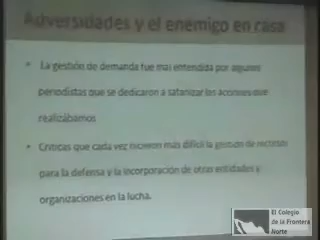 Adversidades y el enemigo en casa
• La gestión de demanda fue mal entendida por algunos
periodistas que se dedicaron a satanizar las acciones que
realizábamos
• Críticas que cada vez hicieron más difícil la gestión de recursos
para la defensa y la incorporación de otras entidades y
organizaciones en la lucha.
El Colegio
de la Frontera
Norte